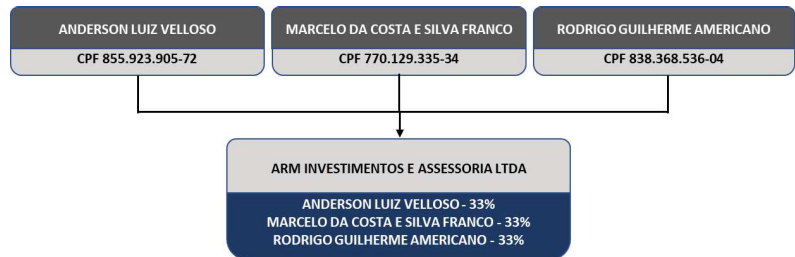 ANDERSON LUIZ VELLOSO
CPF 855.923.905-72
MARCELO DA COSTA E SILVA FRANCO
CPF 770.129.335-34
RODRIGO GUILHERME AMERICANO
CPF 838.368.536-04
ARM INVESTIMENTOS E ASSESSORIA LTDA
ANDERSON LUIZ VELLOSO - 33%
MARCELO DA COSTA E SILVA FRANCO - 33%
RODRIGO GUILHERME AMERICANO - 33%